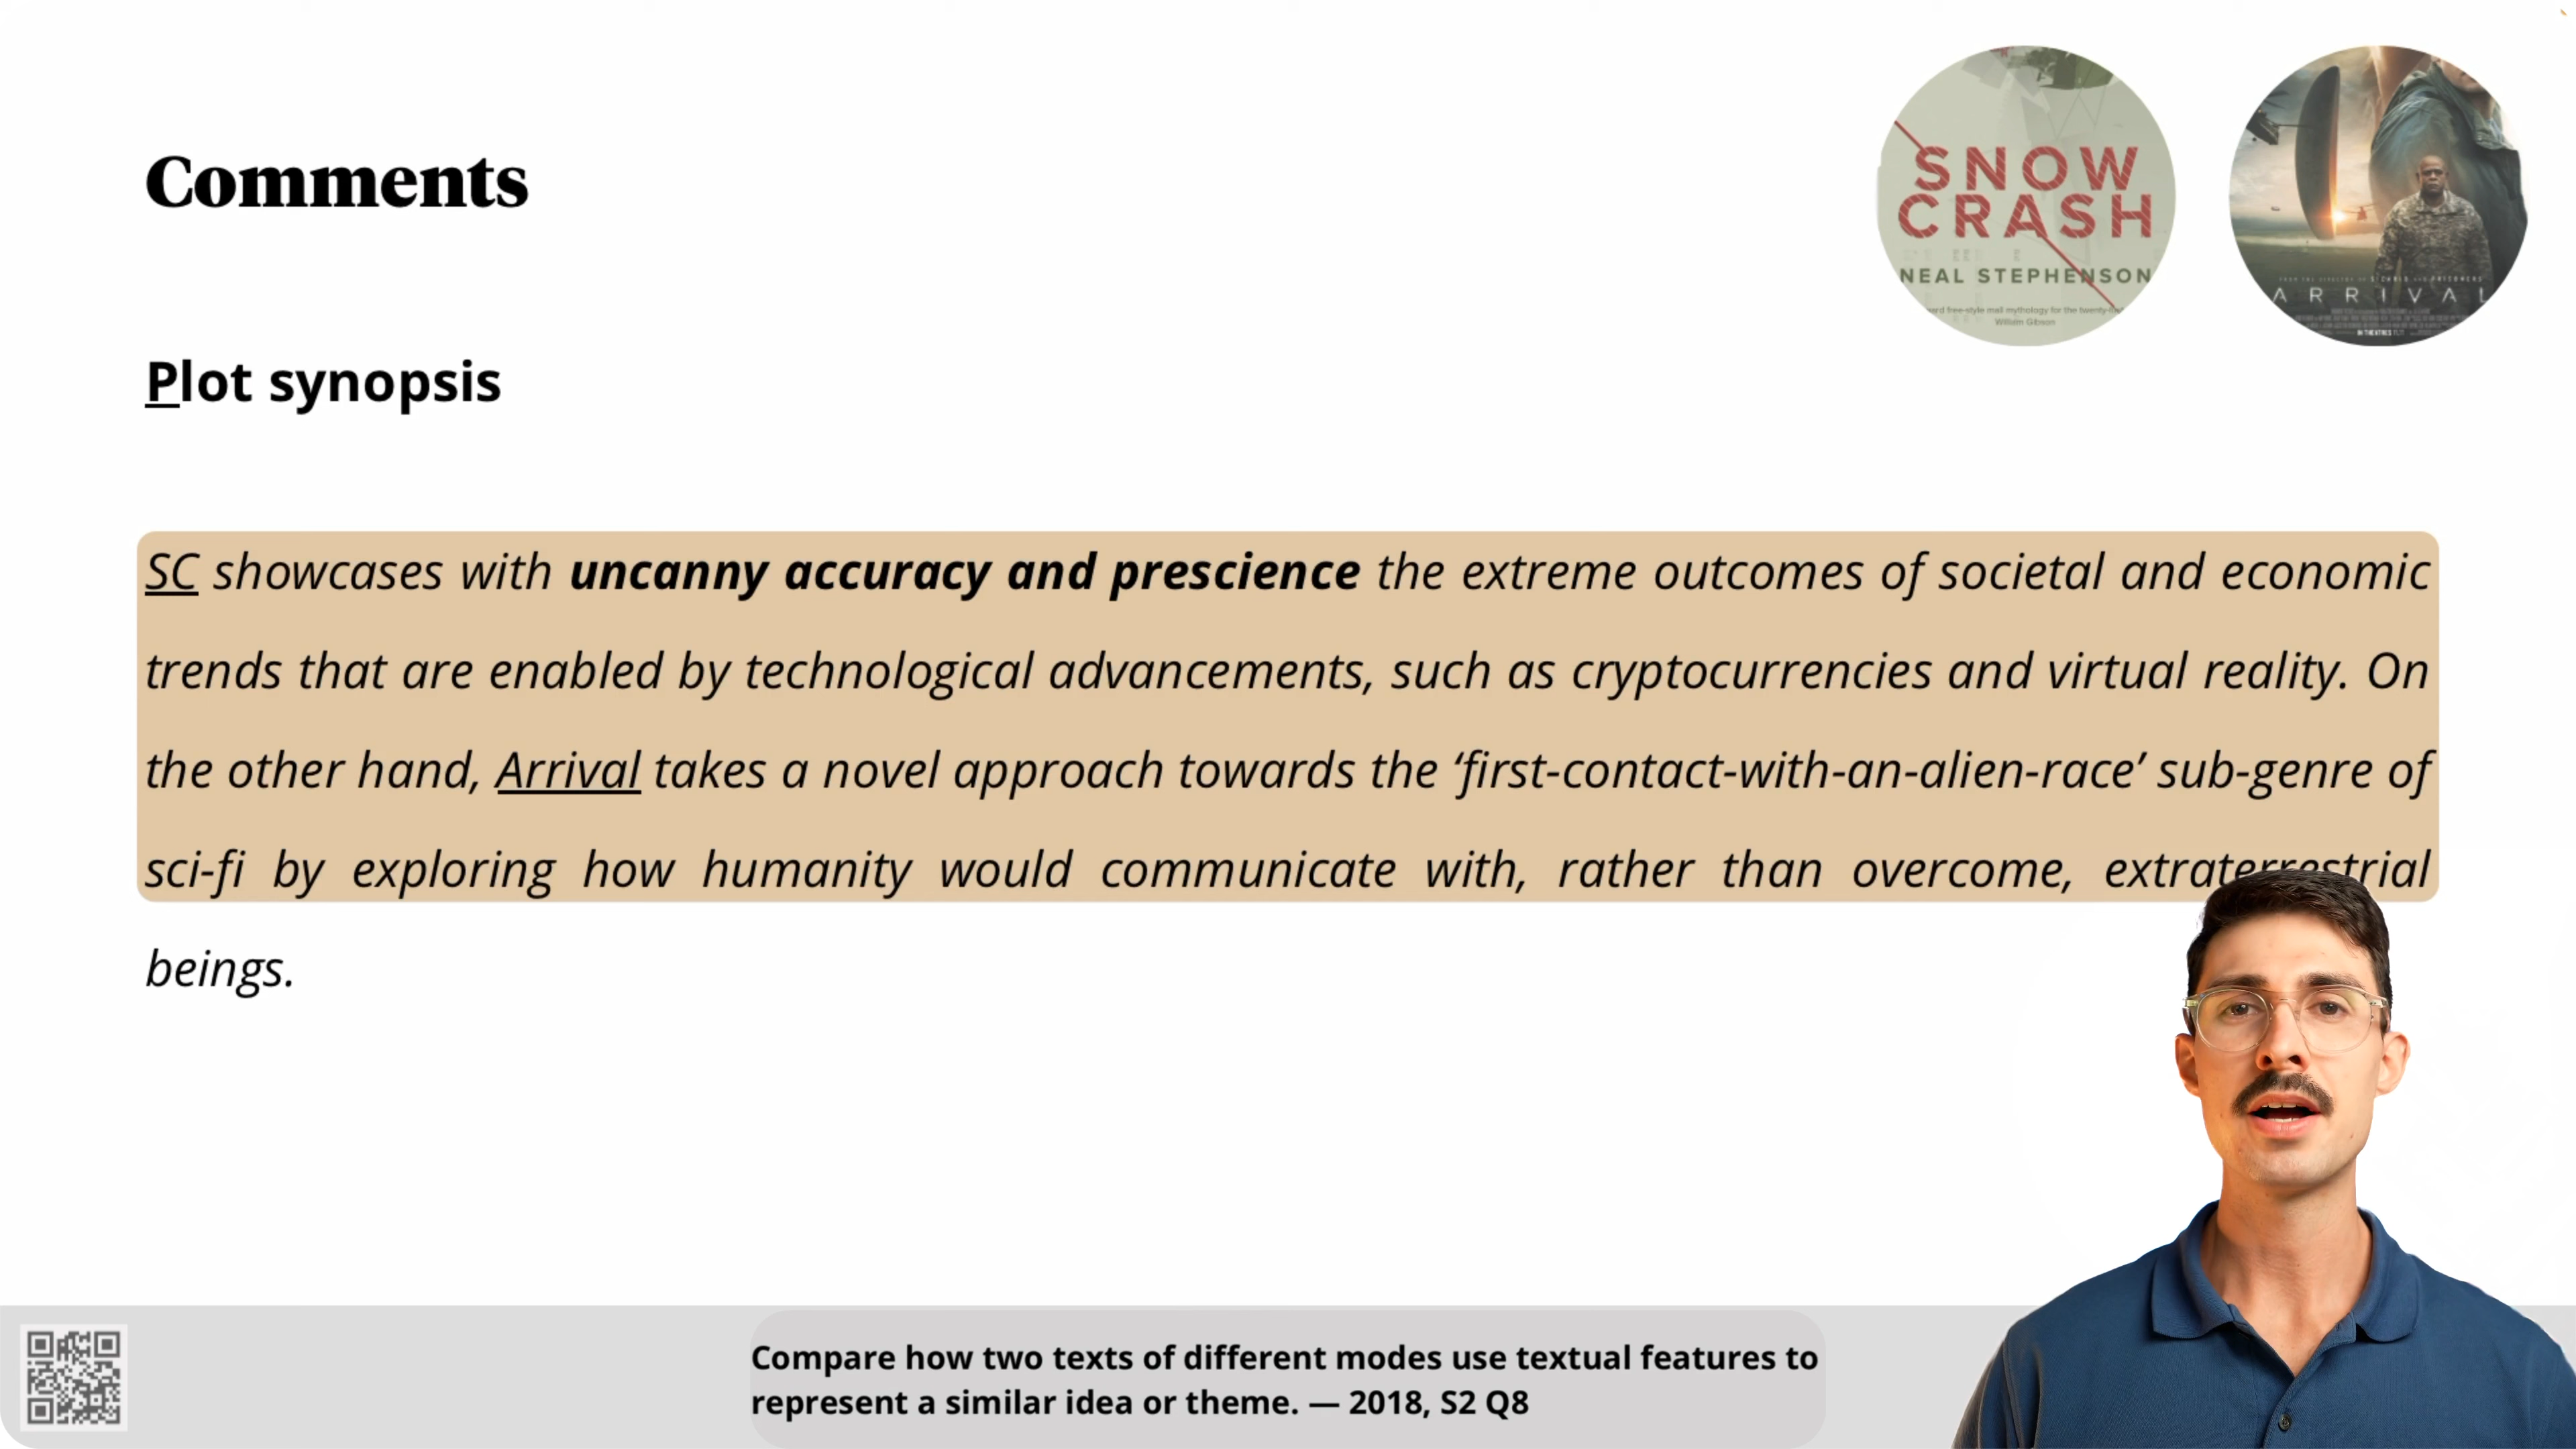 SNOW
CRASH
NEAL STEPHENSON
William Gibson
ARRIVAL
Comments
Plot synopsis
SC showcases with uncanny accuracy and prescience the extreme outcomes of societal and economic
trends that are enabled by technological advancements, such as cryptocurrencies and virtual reality. On
the other hand, Arrival takes a novel approach towards the ‘first-contact-with-an-alien-race’ sub-genre of
sci-fi by exploring how humanity would communicate with, rather than overcome, extraterrestrial
beings.
Compare how two texts of different modes use textual features to
represent a similar idea or theme. — 2018, S2 Q8